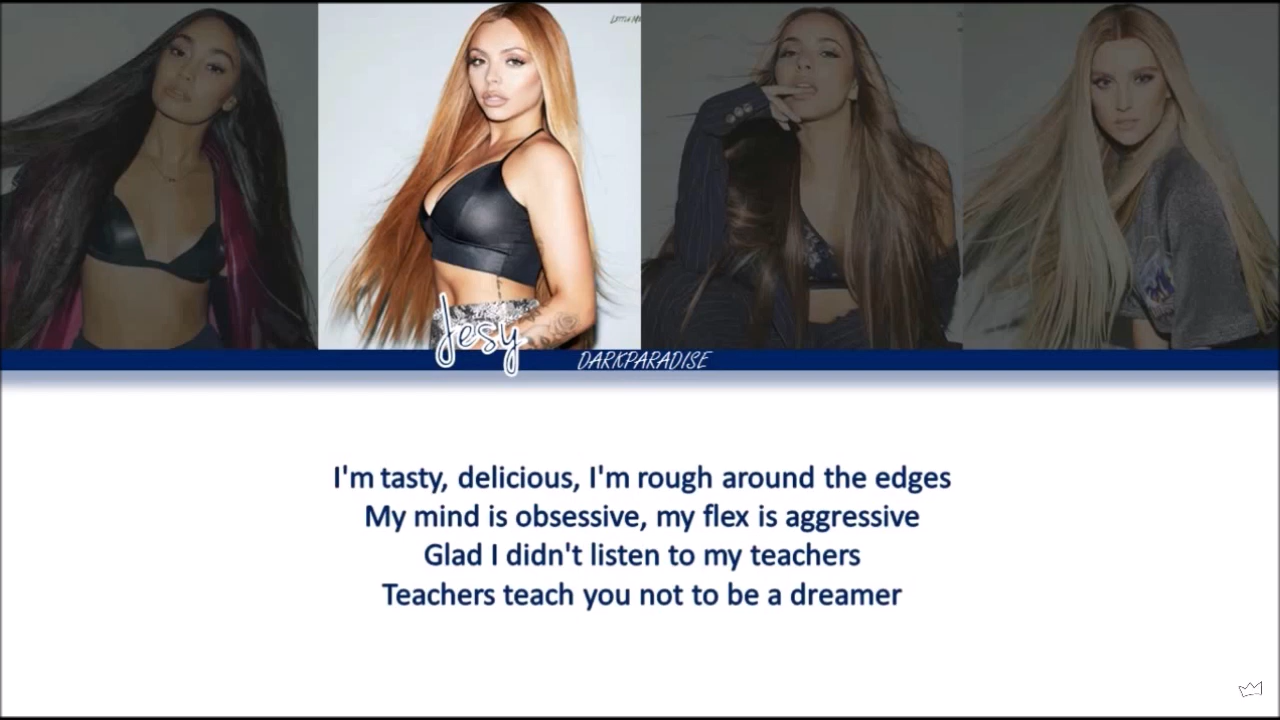 Jesy
DARKPARADISE
I'm tasty, delicious, I'm rough around the edges
My mind is obsessive, my flex is aggressive
Glad I didn't listen to my teachers
Teachers teach you not to be a dreamer